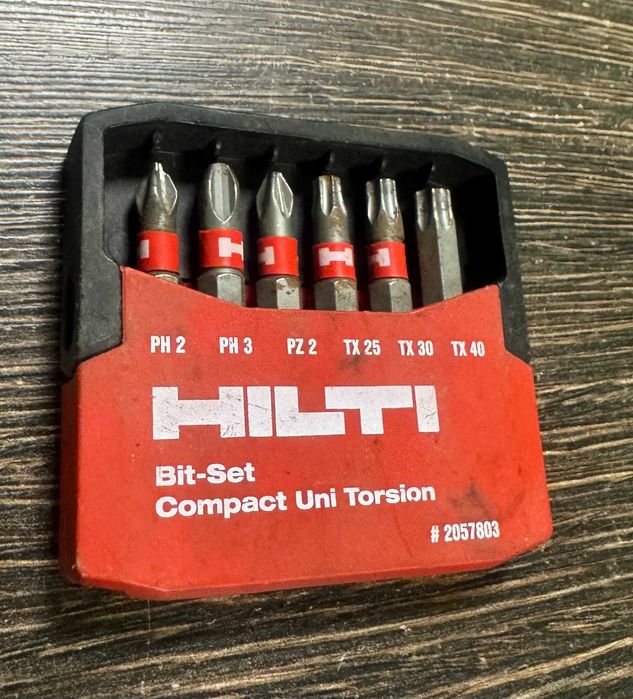 PH 2 PH 3 PZ 2 TX 25 TX 30 TX 40
HILTI
Bit-Set
Compact Uni Torsion
# 2057803